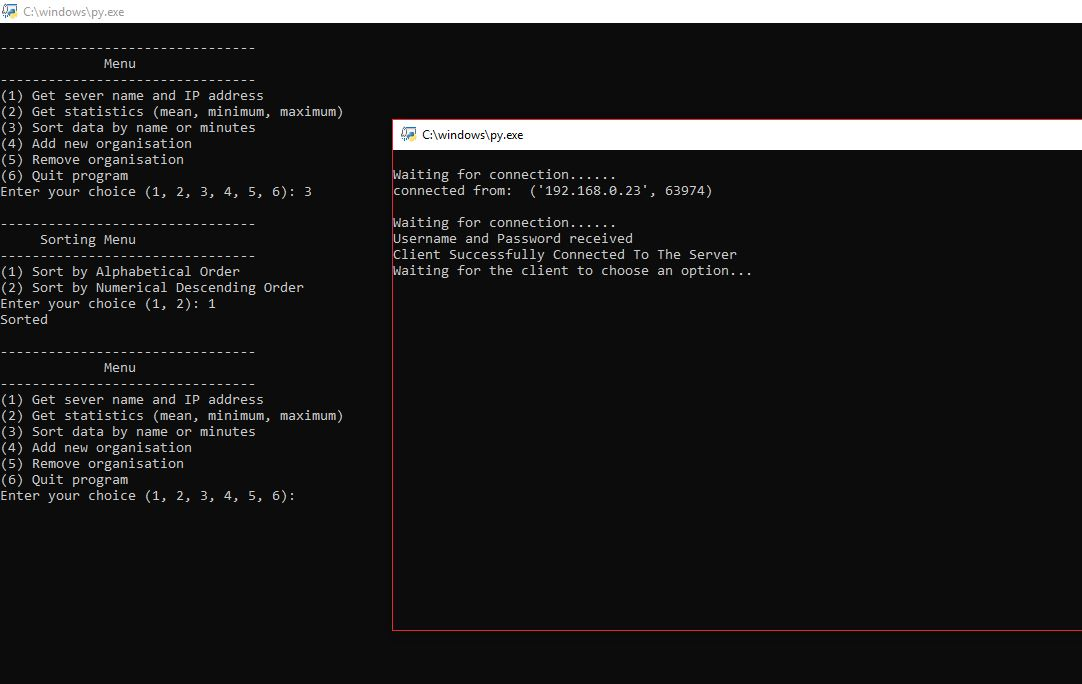 C:\windows\py.exe
--------------------------------
Menu
--------------------------------
(1) Get sever name and IP address
(2) Get statistics (mean, minimum, maximum)
(3) Sort data by name or minutes
(4) Add new organisation
(5) Remove organisation
(6) Quit program
Enter your choice (1, 2, 3, 4, 5, 6): 3
--------------------------------
Sorting Menu
--------------------------------
(1) Sort by Alphabetical Order
(2) Sort by Numerical Descending Order
Enter your choice (1, 2): 1
Sorted
--------------------------------
Menu
--------------------------------
(1) Get sever name and IP address
(2) Get statistics (mean, minimum, maximum)
(3) Sort data by name or minutes
(4) Add new organisation
(5) Remove organisation
(6) Quit program
Enter your choice (1, 2, 3, 4, 5, 6):
C:\windows\py.exe
Waiting for connection......
connected from:  ('192.168.0.23', 63974)
Waiting for connection......
Username and Password received
Client Successfully Connected To The Server
Waiting for the client to choose an option...